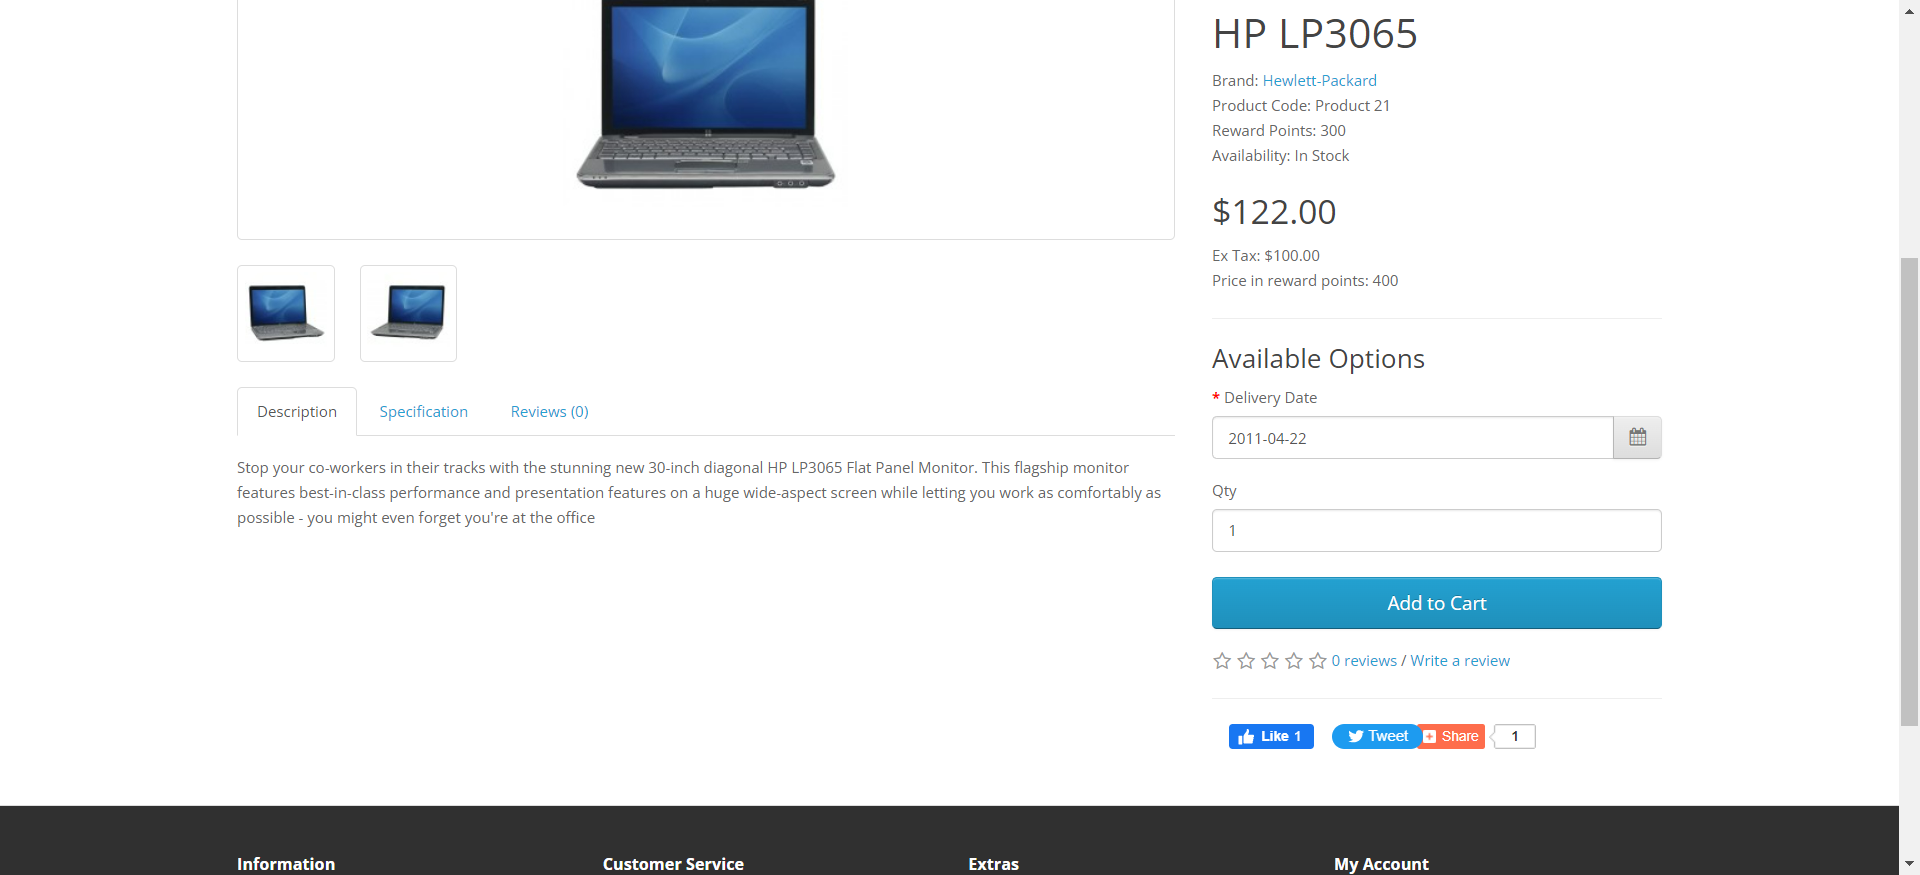 HP LP3065
Brand: Hewlett-Packard
Product Code: Product 21
Reward Points: 300
Availability: In Stock
$122.00
Ex Tax: $100.00
Price in reward points: 400
Available Options
* Delivery Date
2011-04-22
Qty
1
Add to Cart
0 reviews / Write a review
Like 1
Tweet
Share
1
Description
Specification
Reviews (0)
Stop your co-workers in their tracks with the stunning new 30-inch diagonal HP LP3065 Flat Panel Monitor. This flagship monitor
features best-in-class performance and presentation features on a huge wide-aspect screen while letting you work as comfortably as
possible - you might even forget you're at the office
Information
Customer Service
Extras
My Account